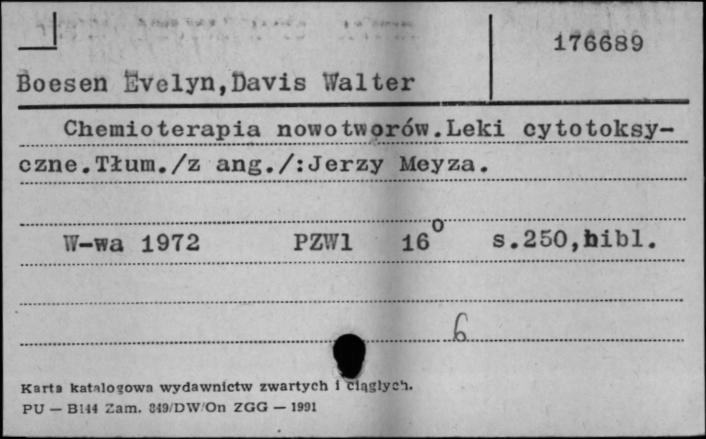 176689
Boesen Evelyn,Davis Walter
Chemioterapia nowotworów.Leki cytotoksy-
czne.Tłum./z ang./:Jerzy Meyza.
W-wa 1972 PZWl 16° s.250,bibl.
6
Karta katalogowa wydawnictw zwartych i ciągłych.
PU — B144 Zam. 849/DW/On ZGG — 1991